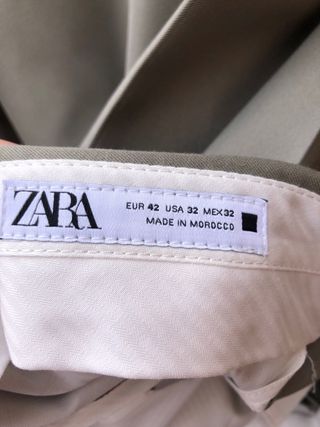 ZARA
EUR 42 USA 32 MEX 32
MADE IN MOROCCO